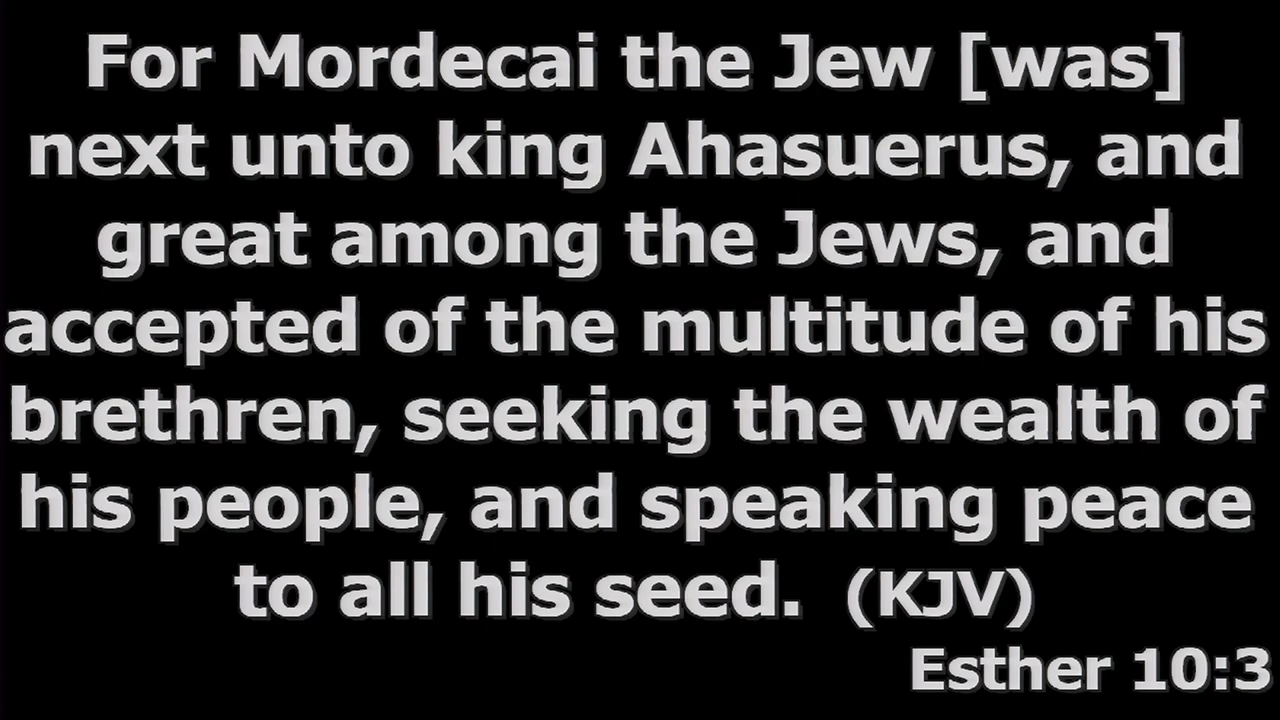 For Mordecai the Jew [was]
next unto king Ahasuerus, and
great among the Jews, and
accepted of the multitude of his
brethren, seeking the wealth of
his people, and speaking peace
to all his seed. (KJV)
Esther 10:3